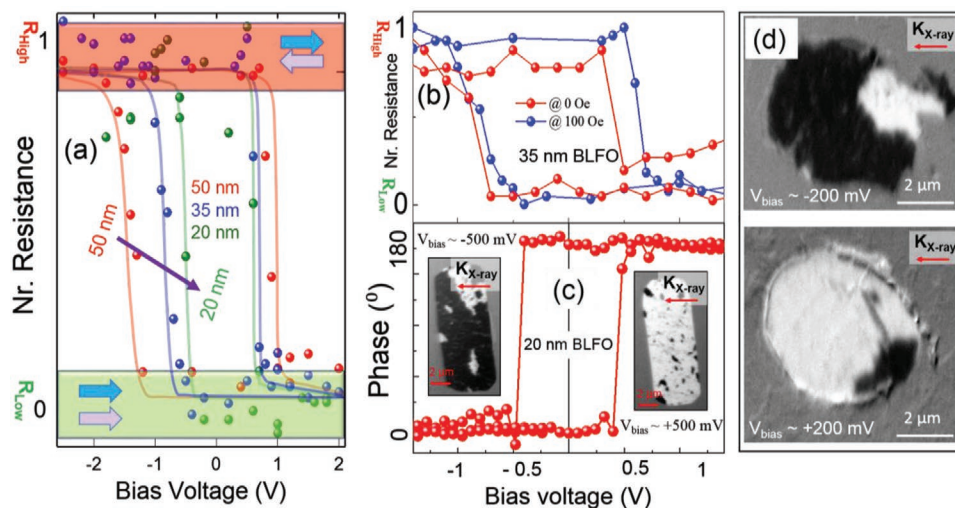 1
R_High
(a)
50 nm
35 nm
20 nm
50 nm
20 nm
R_Low
0
Nr. Resistance
-2 -1 0 1 2
Bias Voltage (V)
1
R_High
(b)
@ 0 Oe
@ 100 Oe
35 nm BLFO
Nr. Resistance
R_Low
0
180
V_bias ~ -500 mV
K_X-ray
(c)
K_X-ray
20 nm BLFO
2 µm
2 µm
V_bias ~ +500 mV
Phase (⁰)
0
-1 -0.5 0 0.5 1
Bias voltage (V)
(d)
K_X-ray
V_bias ~ -200 mV
2 µm
K_X-ray
V_bias ~ +200 mV
2 µm